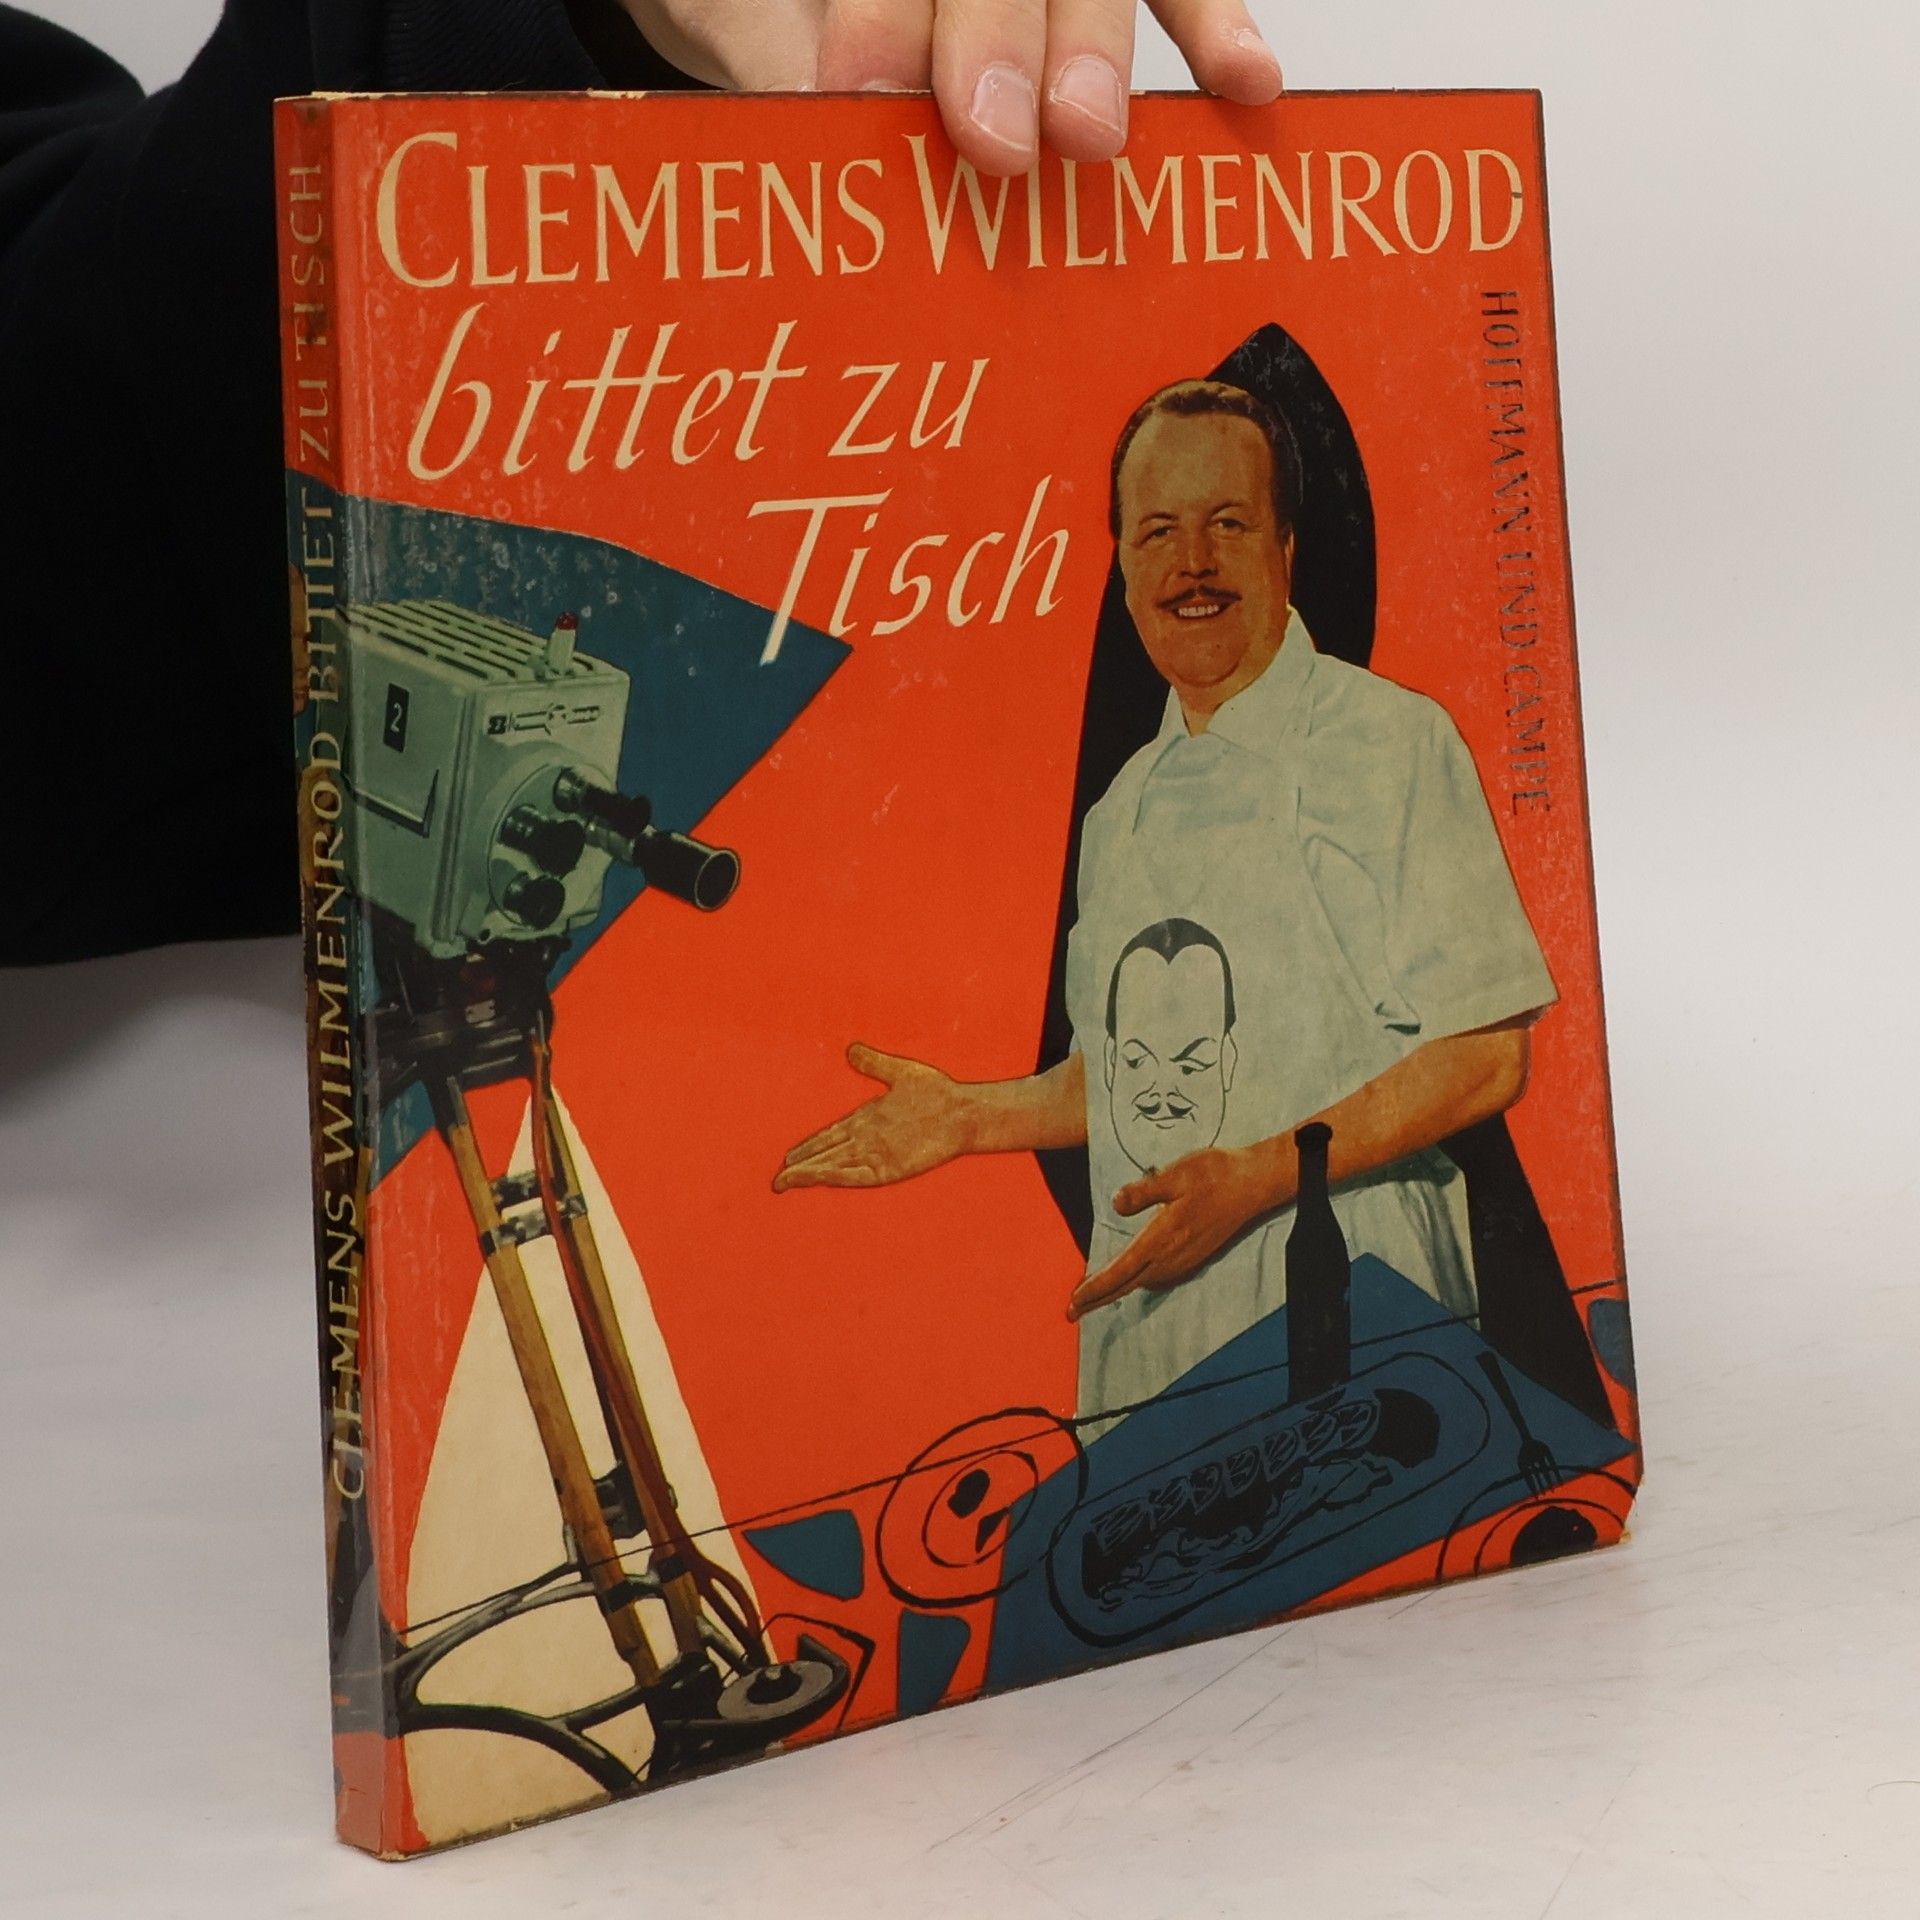 CLEMENS WILMENROD
bittet zu
Tisch
HOFFMANN UND CAMPE
2
CLEMENS WILMENROD BITTET ZU TISCH